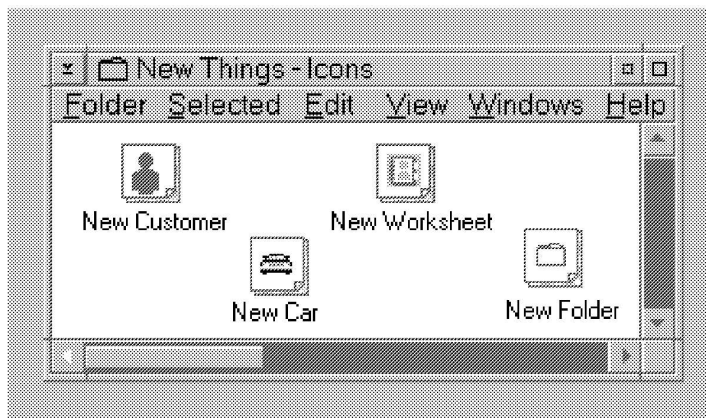 New Things - Icons
Folder Selected Edit View Windows Help
New Customer
New Worksheet
New Car
New Folder